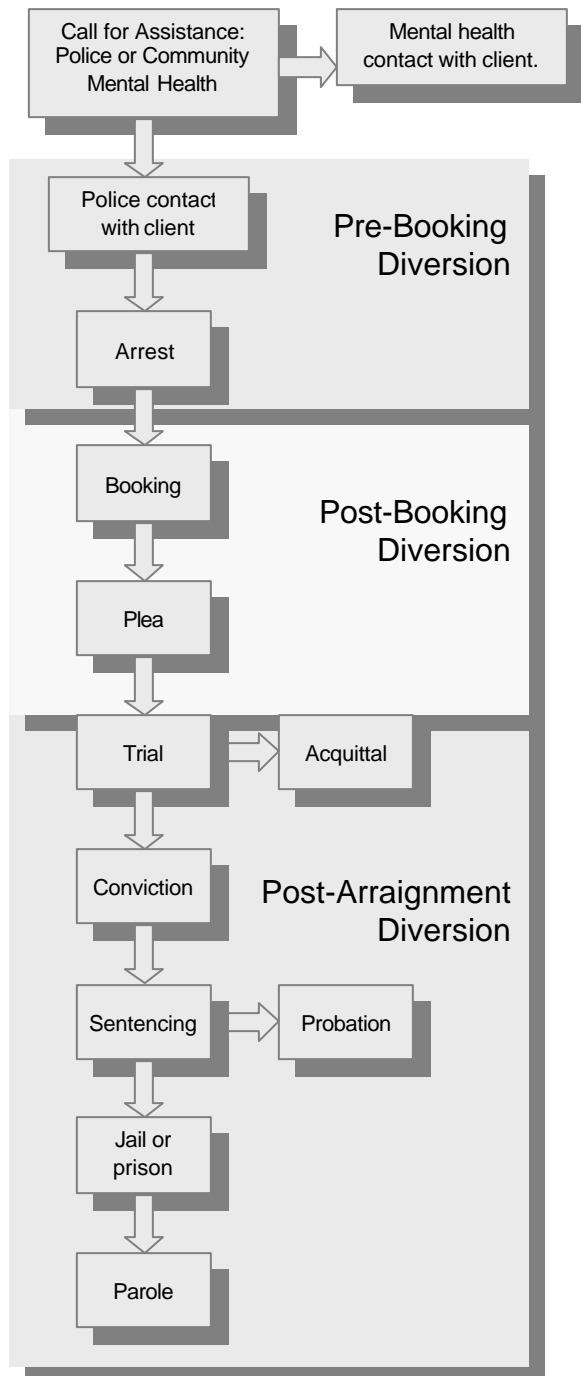 Call for Assistance:
Police or Community
Mental Health
Mental health
contact with client.
Police contact
with client
Pre-Booking
Diversion
Arrest
Booking
Post-Booking
Diversion
Plea
Trial
Acquittal
Conviction
Post-Arraignment
Diversion
Sentencing
Probation
Jail or
prison
Parole